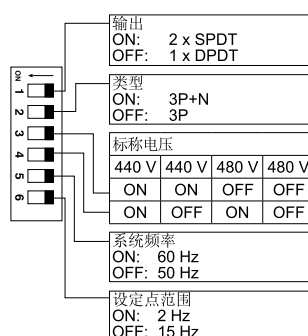 输出
ON: 2 x SPDT
OFF: 1 x DPDT
ON
1
2
3
4
5
6
类型
ON: 3P+N
OFF: 3P
标称电压
440 V 440 V 480 V 480 V
ON ON OFF OFF
ON OFF ON OFF
系统频率
ON: 60 Hz
OFF: 50 Hz
设定点范围
ON: 2 Hz
OFF: 15 Hz